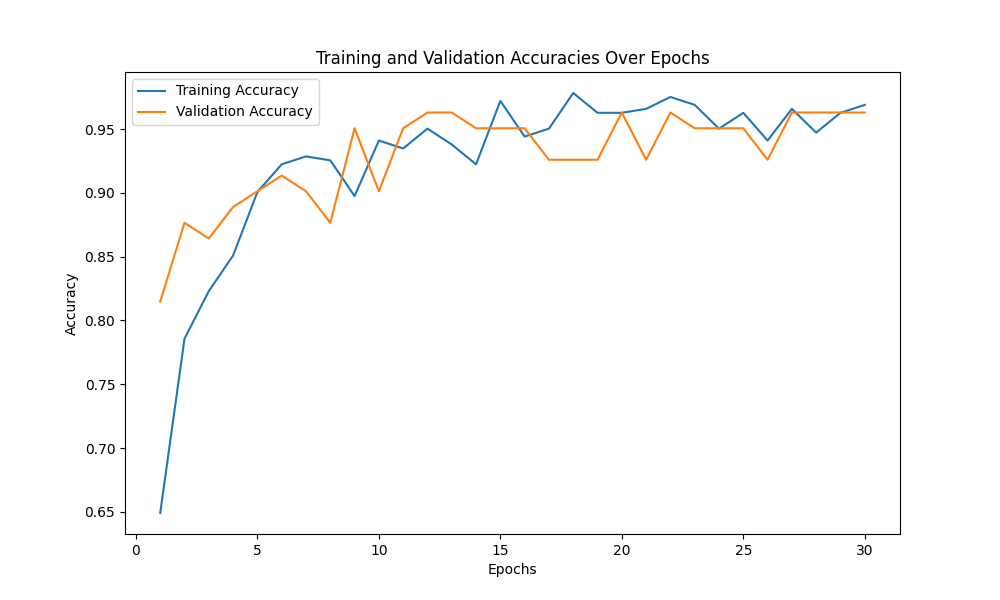 Training and Validation Accuracies Over Epochs
Training Accuracy
Validation Accuracy
Accuracy
0.95
0.90
0.85
0.80
0.75
0.70
0.65
0 5 10 15 20 25 30
Epochs